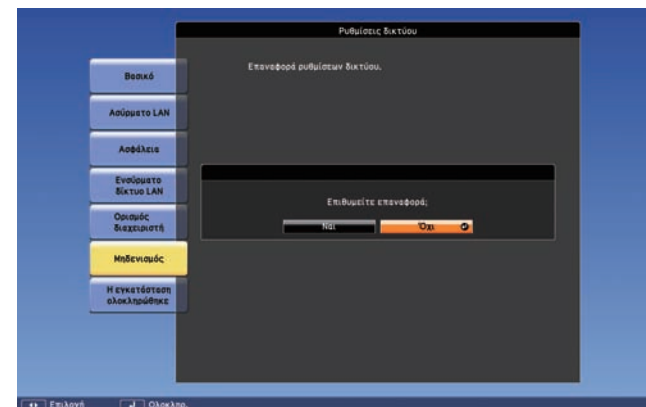 Ρυθμίσεις δικτύου
Επαναφορά ρυθμίσεων δικτύου.
Βασικό
Ασύρματο LAN
Ασφάλεια
Ενσύρματο
δίκτυο LAN
Ορισμός
διαχειριστή
Μηδενισμός
Η εγκατάσταση
ολοκληρώθηκε
Επιθυμείτε επαναφορά;
Ναι Όχι
Επιλογή Ολοκληρ.